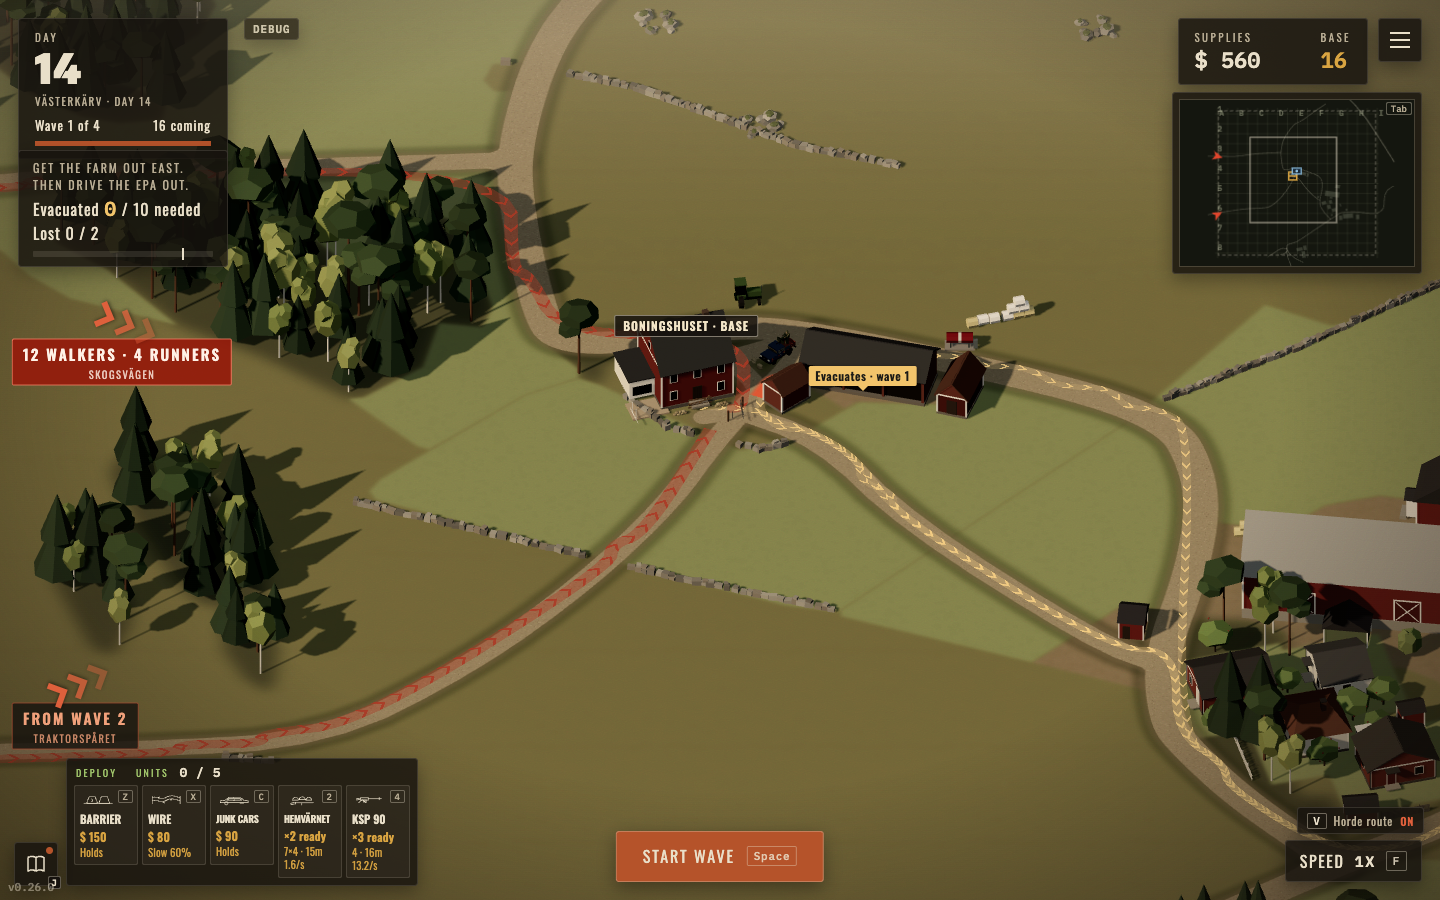 DAY
14
VÄSTERKÄRV · DAY 14
Wave 1 of 4 16 coming
GET THE FARM OUT EAST.
THEN DRIVE THE EPA OUT.
Evacuated 0 / 10 needed
Lost 0 / 2
DEBUG
SUPPLIES BASE
$ 560 16
Tab
A B C D E F G H I
12 WALKERS · 4 RUNNERS
SKOGSVÄGEN
BONINGSHUSET · BASE
Evacuates · wave 1
FROM WAVE 2
TRAKTORSPÅRET
DEPLOY UNITS 0 / 5
Z X C 2 4
BARRIER WIRE JUNK CARS HEMVÄRNET KSP 90
$ 150 $ 80 $ 90 ×2 ready ×3 ready
Holds Slow 60% Holds 7×4 · 15m 4 · 16m
1.6/s 13.2/s
START WAVE Space
V Horde route ON
SPEED 1X F
J
v0.26.0